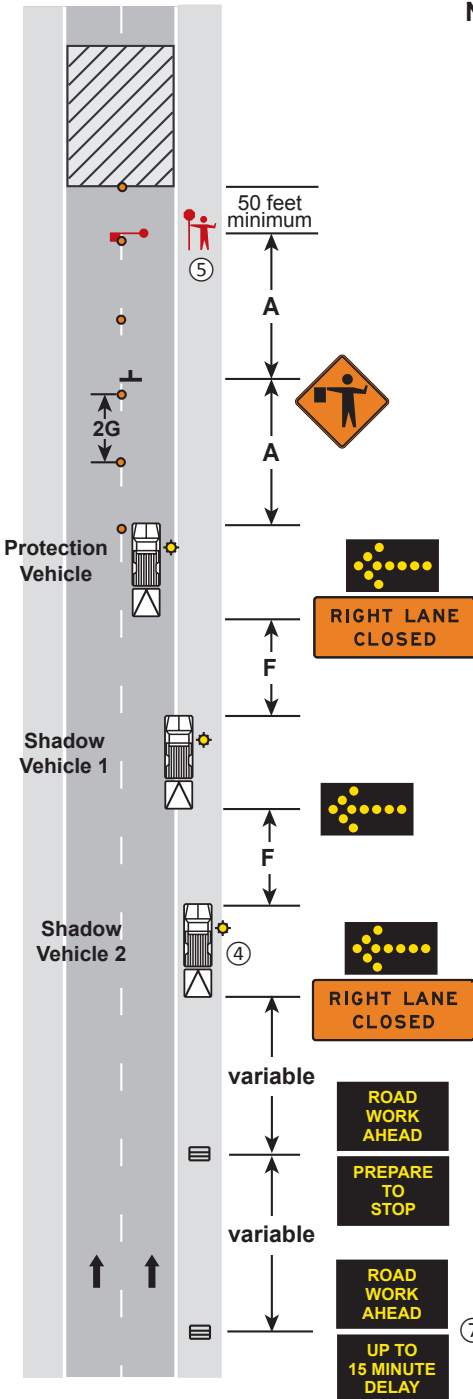 50 feet
minimum
⑤
A
2G
A
Protection
Vehicle
RIGHT LANE
CLOSED
F
Shadow
Vehicle 1
F
Shadow
Vehicle 2
④
RIGHT LANE
CLOSED
variable
ROAD
WORK
AHEAD
PREPARE
TO
STOP
variable
ROAD
WORK
AHEAD
UP TO
15 MINUTE
DELAY